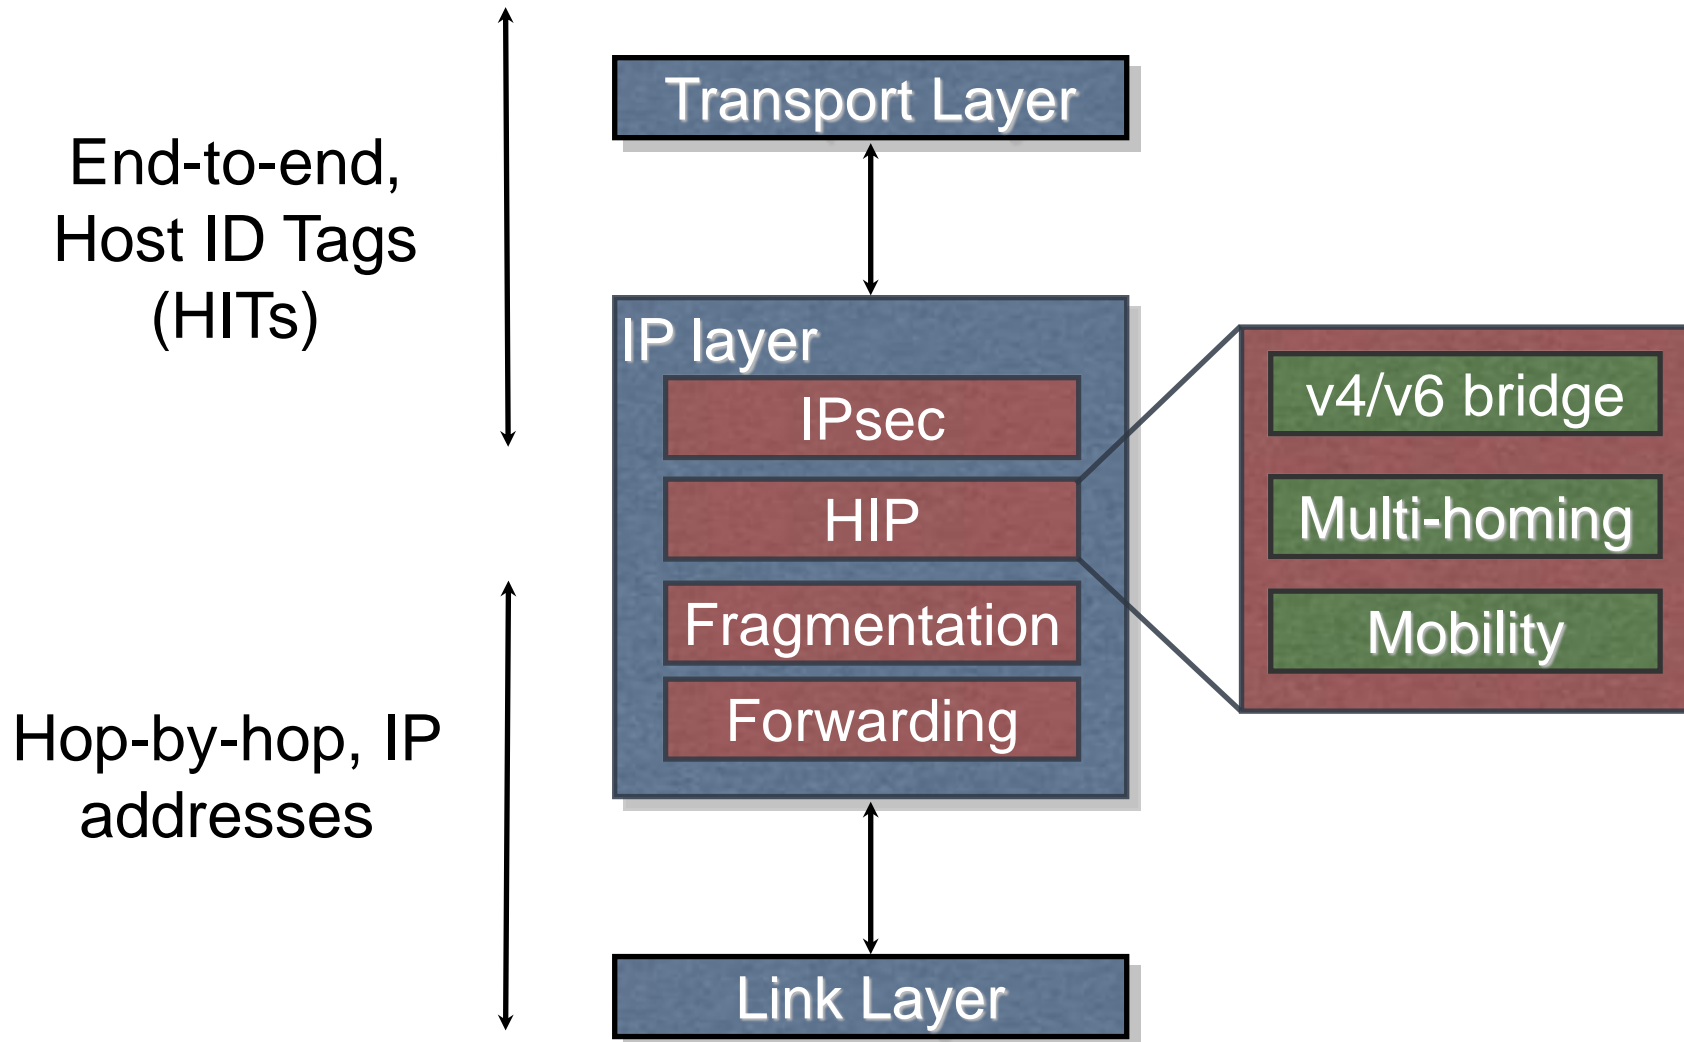 Transport Layer
End-to-end,
Host ID Tags
(HITs)
IP layer
IPsec
HIP
Fragmentation
Forwarding
v4/v6 bridge
Multi-homing
Mobility
Hop-by-hop, IP
addresses
Link Layer